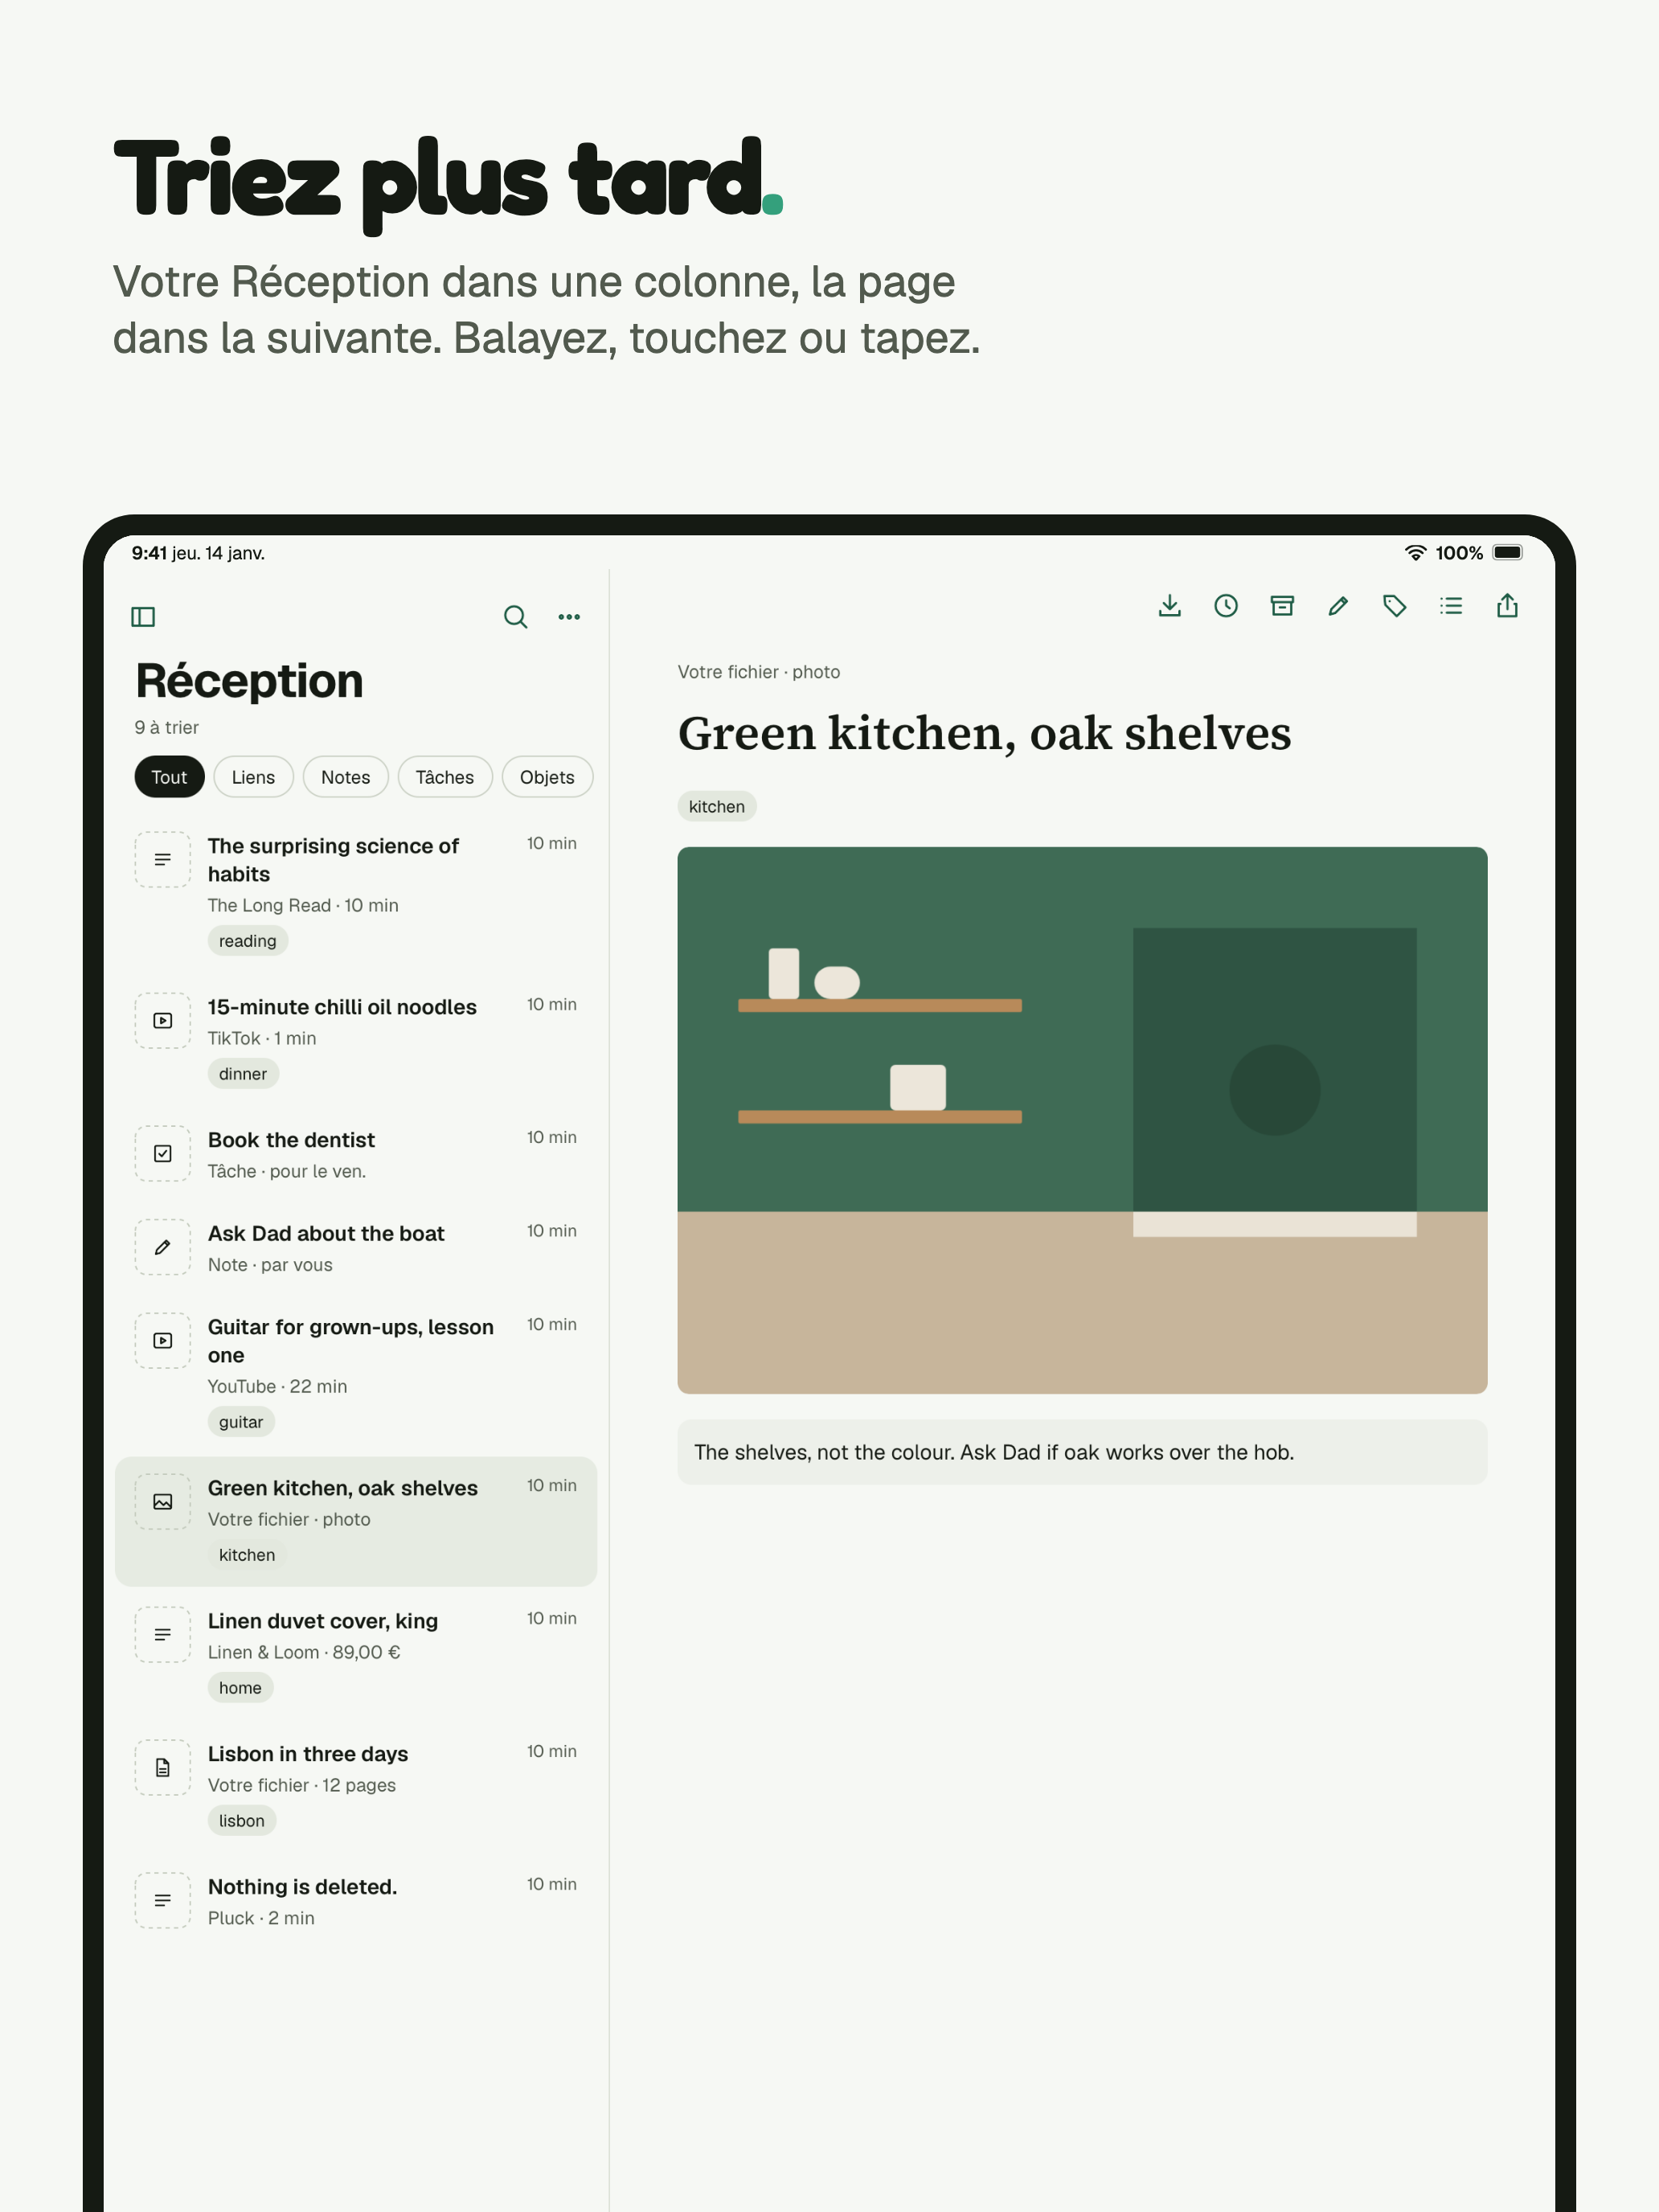 Triez plus tard.
Votre Réception dans une colonne, la page
dans la suivante. Balayez, touchez ou tapez.
9:41 jeu. 14 janv.
100%
Réception
9 à trier
Tout
Liens
Notes
Tâches
Objets
The surprising science of
habits
10 min
The Long Read · 10 min
reading
15-minute chilli oil noodles
10 min
TikTok · 1 min
dinner
Book the dentist
10 min
Tâche · pour le ven.
Ask Dad about the boat
10 min
Note · par vous
Guitar for grown-ups, lesson
one
10 min
YouTube · 22 min
guitar
Green kitchen, oak shelves
10 min
Votre fichier · photo
kitchen
Linen duvet cover, king
10 min
Linen & Loom · 89,00 €
home
Lisbon in three days
10 min
Votre fichier · 12 pages
lisbon
Nothing is deleted.
10 min
Pluck · 2 min
Votre fichier · photo
Green kitchen, oak shelves
kitchen
The shelves, not the colour. Ask Dad if oak works over the hob.